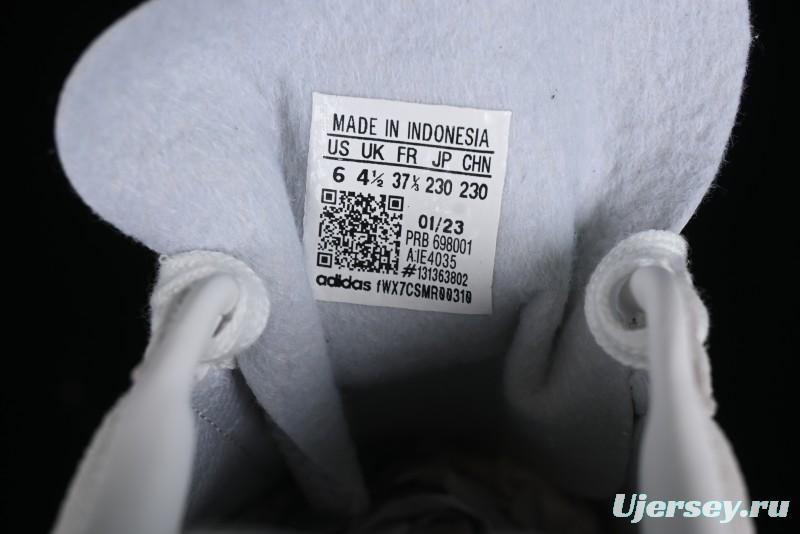 MADE IN INDONESIA
US UK FR JP CHN
6 4½ 37⅓ 230 230
01/23
PRB 698001
A:IE4035
#131363802
adidas fWX7CSMR00310
Ujersey.ru